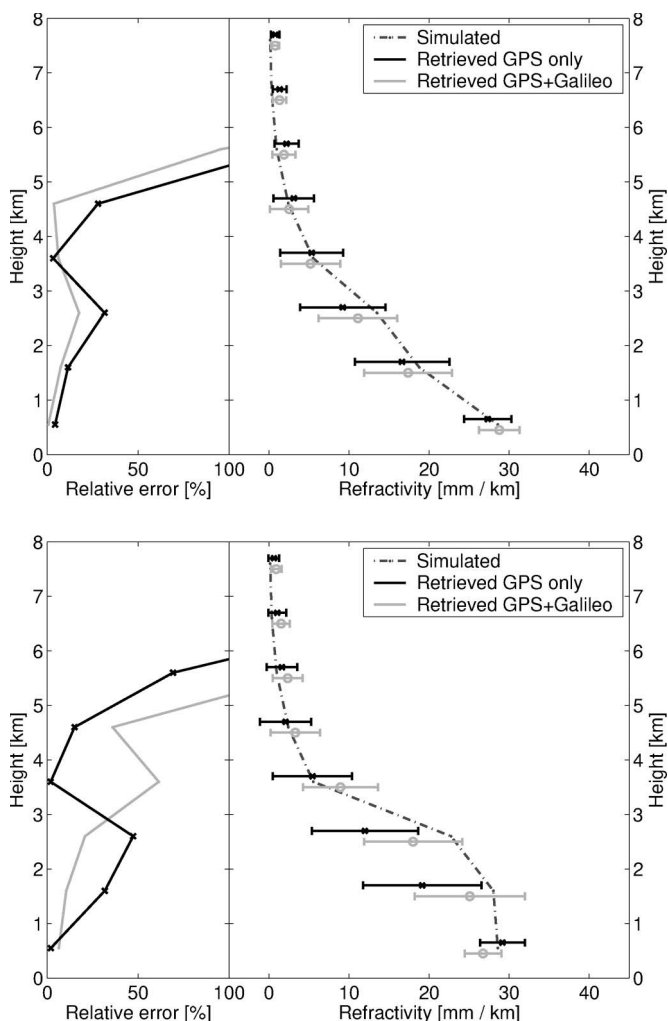 8
7
6
5
4
3
2
1
0
Height [km]
0 50 100
Relative error [%]
Simulated
Retrieved GPS only
Retrieved GPS+Galileo
0 10 20 30 40
Refractivity [mm / km]
8
7
6
5
4
3
2
1
0
Height [km]
8
7
6
5
4
3
2
1
0
Height [km]
0 50 100
Relative error [%]
Simulated
Retrieved GPS only
Retrieved GPS+Galileo
0 10 20 30 40
Refractivity [mm / km]
8
7
6
5
4
3
2
1
0
Height [km]